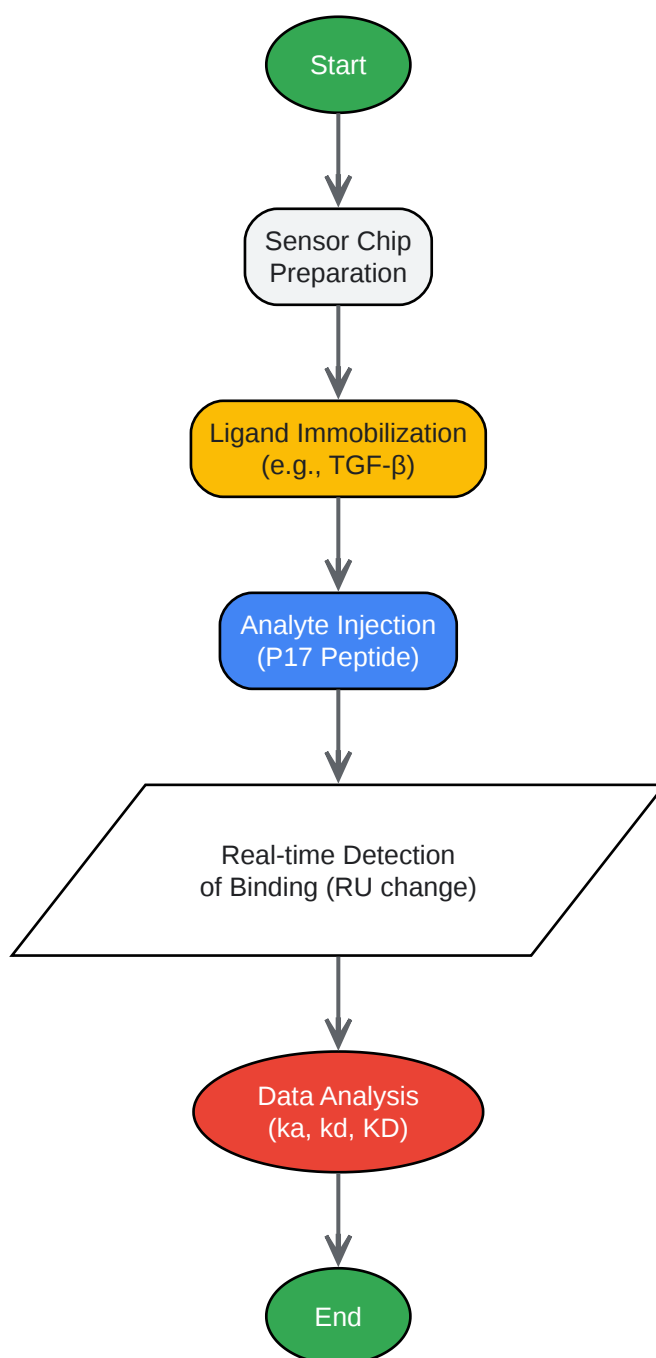 Start
Sensor Chip
Preparation
Ligand Immobilization
(e.g., TGF-β)
Analyte Injection
(P17 Peptide)
Real-time Detection
of Binding (RU change)
Data Analysis
(ka, kd, KD)
End